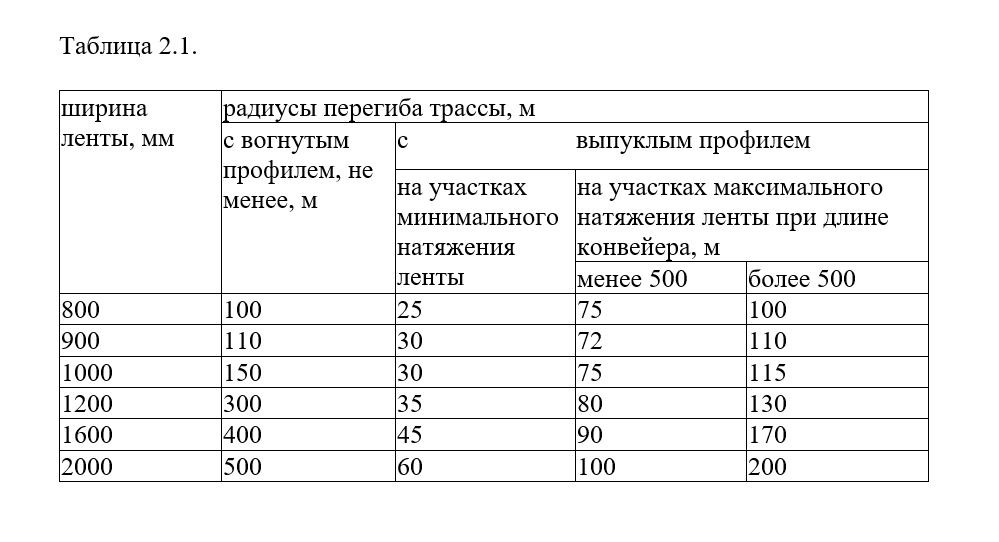 Таблица 2.1.
ширина
ленты, мм
радиусы перегиба трассы, м
с вогнутым
профилем, не
менее, м
с выпуклым профилем
на участках
минимального
натяжения
ленты
на участках максимального
натяжения ленты при длине
конвейера, м
менее 500 более 500
800 100 25 75 100
900 110 30 72 110
1000 150 30 75 115
1200 300 35 80 130
1600 400 45 90 170
2000 500 60 100 200